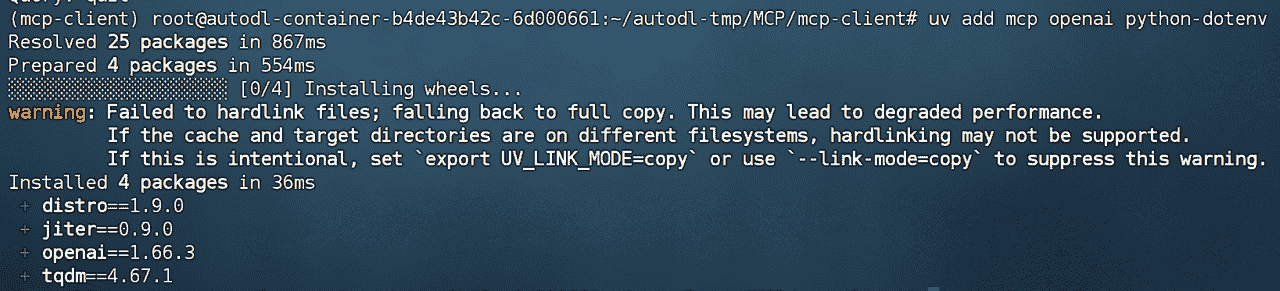 (mcp-client) root@autodl-container-b4de43b42c-6d000661:~/autodl-tmp/MCP/mcp-client# uv add mcp openai python-dotenv
Resolved 25 packages in 867ms
Prepared 4 packages in 554ms
░░░░░░░░░░░░░░░░░░░░ [0/4] Installing wheels...
warning: Failed to hardlink files; falling back to full copy. This may lead to degraded performance.
If the cache and target directories are on different filesystems, hardlinking may not be supported.
If this is intentional, set `export UV_LINK_MODE=copy` or use `--link-mode=copy` to suppress this warning.
Installed 4 packages in 36ms
+ distro==1.9.0
+ jiter==0.9.0
+ openai==1.66.3
+ tqdm==4.67.1